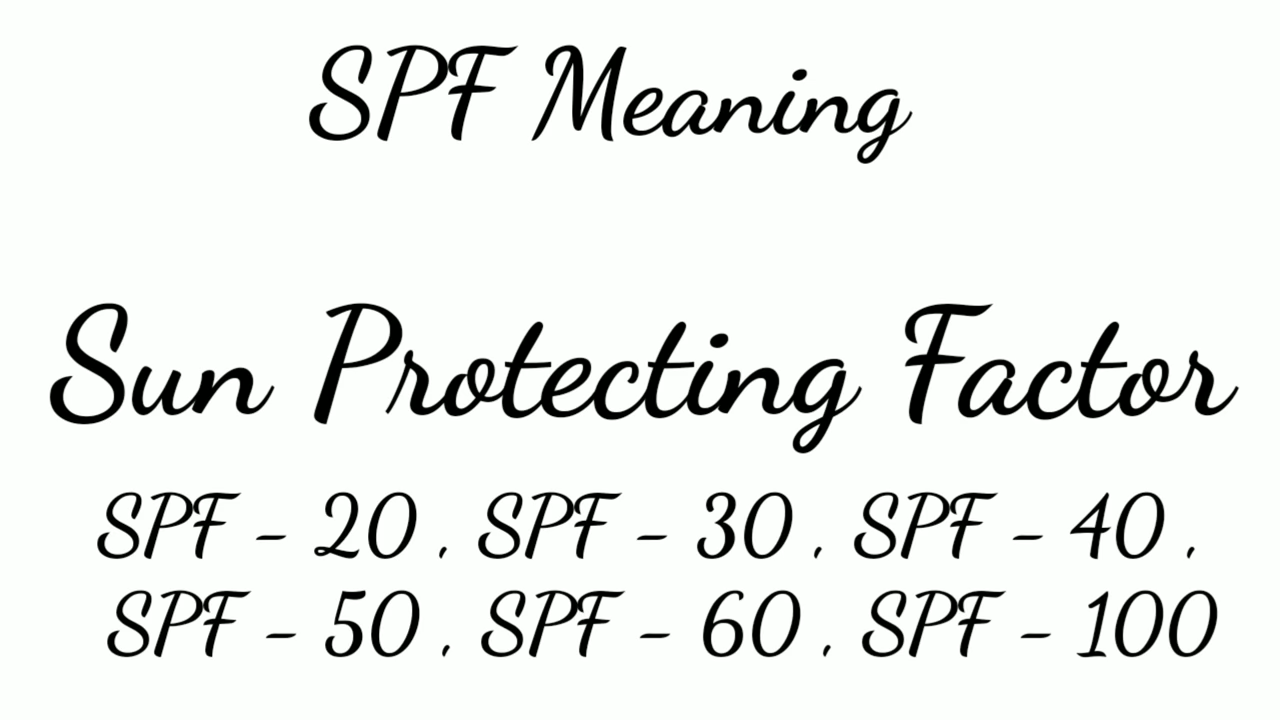 SPF Meaning
Sun Protecting Factor
SPF - 20 , SPF - 30 , SPF - 40 ,
SPF - 50 , SPF - 60 , SPF - 100